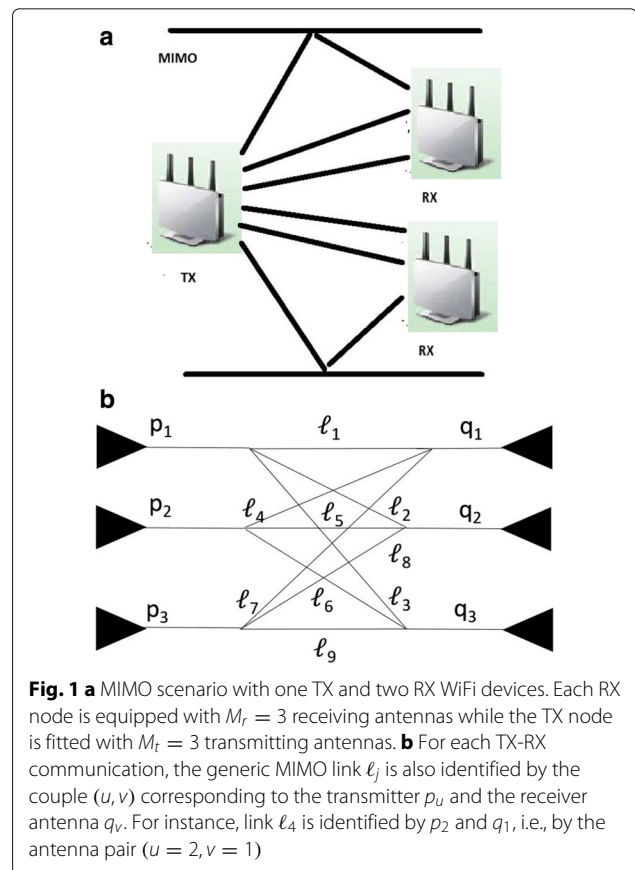 a
MIMO
RX
TX
RX
b
p₁ ℓ₁ q₁
p₂ ℓ₄ ℓ₅ ℓ₂ q₂
ℓ₈
p₃ ℓ₇ ℓ₆ ℓ₃ q₃
ℓ₉
Fig. 1 a MIMO scenario with one TX and two RX WiFi devices. Each RX
node is equipped with Mᵣ = 3 receiving antennas while the TX node
is fitted with Mₜ = 3 transmitting antennas. b For each TX-RX
communication, the generic MIMO link ℓⱼ is also identified by the
couple (u, v) corresponding to the transmitter pᵤ and the receiver
antenna qᵥ. For instance, link ℓ₄ is identified by p₂ and q₁, i.e., by the
antenna pair (u = 2, v = 1)